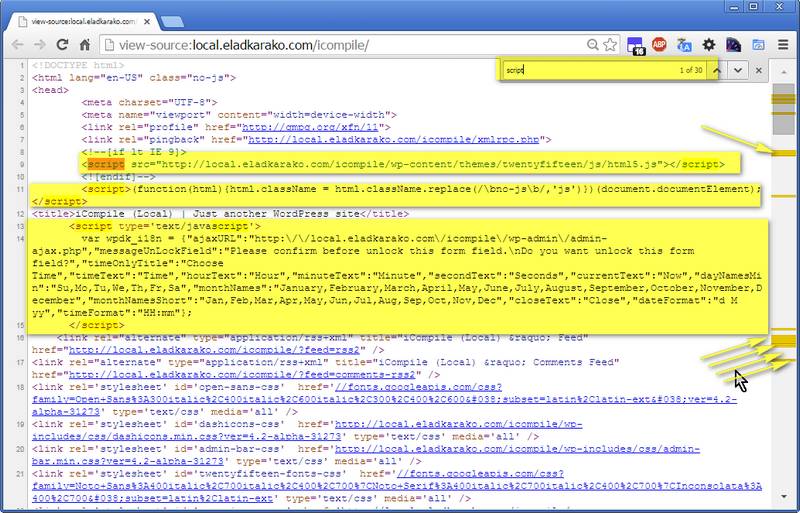 view-source:local.eladkarako.com/
view-source:local.eladkarako.com/icompile/
16
ABP
script
1 of 30
1 <!DOCTYPE html>
2 <html lang="en-US" class="no-js">
3 <head>
4 <meta charset="UTF-8">
5 <meta name="viewport" content="width=device-width">
6 <link rel="profile" href="http://gmpg.org/xfn/11">
7 <link rel="pingback" href="http://local.eladkarako.com/icompile/xmlrpc.php">
8 <!--[if lt IE 9]>
9 <script src="http://local.eladkarako.com/icompile/wp-content/themes/twentyfifteen/js/html5.js"></script>
10 <![endif]-->
11 <script>(function(html){html.className = html.className.replace(/\bno-js\b/,'js')})(document.documentElement);
</script>
12 <title>iCompile (Local) | Just another WordPress site</title>
13 <script type='text/javascript'>
14 var wpdk_i18n = {"ajaxURL":"http:\/\/local.eladkarako.com\/icompile\/wp-admin\/admin-
ajax.php","messageUnLockField":"Please confirm before unlock this form field.\nDo you want unlock this form
field?","timeOnlyTitle":"Choose
Time","timeText":"Time","hourText":"Hour","minuteText":"Minute","secondText":"Seconds","currentText":"Now","dayNamesMi
n":"Su,Mo,Tu,We,Th,Fr,Sa","monthNames":"January,February,March,April,May,June,July,August,September,October,November,D
ecember","monthNamesShort":"Jan,Feb,Mar,Apr,May,Jun,Jul,Aug,Sep,Oct,Nov,Dec","closeText":"Close","dateFormat":"d M
yy","timeFormat":"HH:mm"};
15 </script>
16 <link rel="alternate" type="application/rss+xml" title="iCompile (Local) &raquo; Feed"
href="http://local.eladkarako.com/icompile/?feed=rss2" />
17 <link rel="alternate" type="application/rss+xml" title="iCompile (Local) &raquo; Comments Feed"
href="http://local.eladkarako.com/icompile/?feed=comments-rss2" />
18 <link rel='stylesheet' id='open-sans-css' href='//fonts.googleapis.com/css?
family=Open+Sans%3A300italic%2C400italic%2C600italic%2C300%2C400%2C600&#038;subset=latin%2Clatin-ext&#038;ver=4.2-
alpha-31273' type='text/css' media='all' />
19 <link rel='stylesheet' id='dashicons-css' href='http://local.eladkarako.com/icompile/wp-
includes/css/dashicons.min.css?ver=4.2-alpha-31273' type='text/css' media='all' />
20 <link rel='stylesheet' id='admin-bar-css' href='http://local.eladkarako.com/icompile/wp-includes/css/admin-
bar.min.css?ver=4.2-alpha-31273' type='text/css' media='all' />
21 <link rel='stylesheet' id='twentyfifteen-fonts-css' href='//fonts.googleapis.com/css?
family=Noto+Sans%3A400italic%2C700italic%2C400%2C700%7CNoto+Serif%3A400italic%2C700italic%2C400%2C700%7CInconsolata%3A
400%2C700&#038;subset=latin%2Clatin-ext' type='text/css' media='all' />